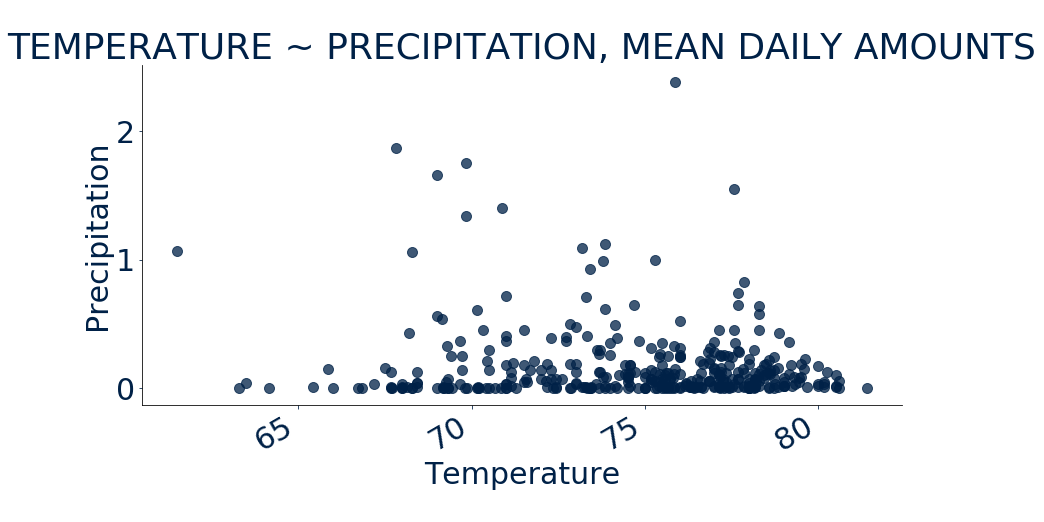 TEMPERATURE ~ PRECIPITATION, MEAN DAILY AMOUNTS
Precipitation
2
1
0
65
70
75
80
Temperature